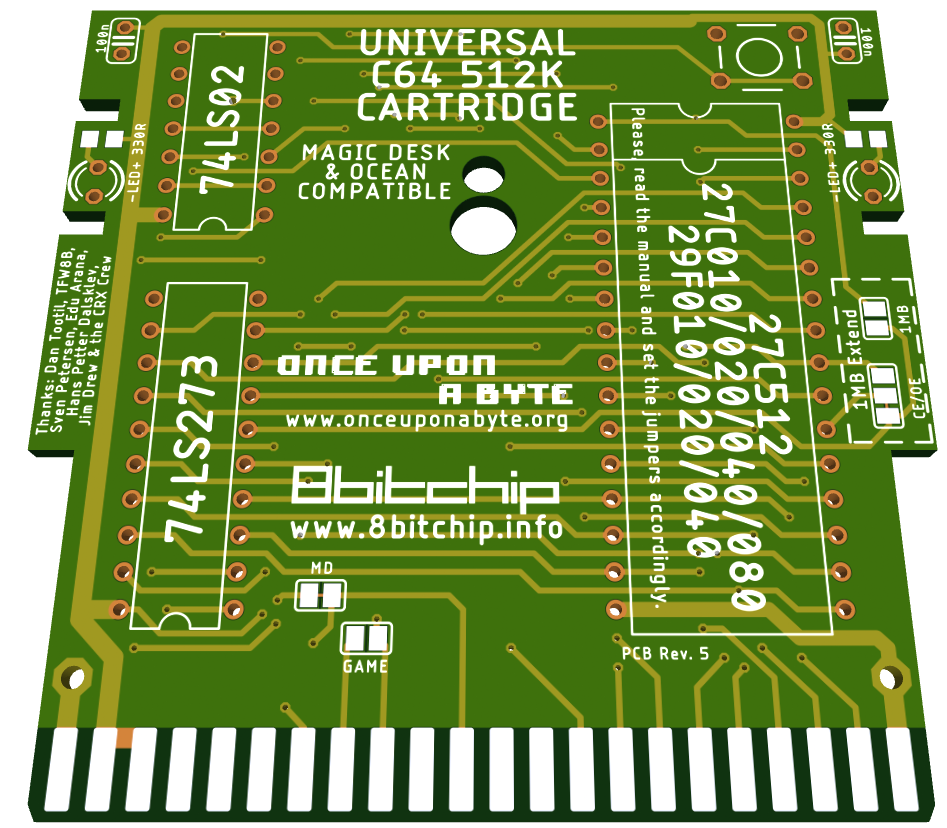 100n
UNIVERSAL
C64 512K
CARTRIDGE
100n
74LS02
MAGIC DESK
& OCEAN
COMPATIBLE
-LED+ 330R
-LED+ 330R
Please, read the manual and set the jumpers accordingly.
27C512
27C010/020/040/080
29F010/020/040
Thanks: Dan Tootil, TFW8B,
Sven Petersen, Edu Arana,
Hans Petter Dalsklev,
Jim Drew & the CRX Crew
74LS273
ONCE UPON
A BYTE
www.onceuponabyte.org
8bitchip
www.8bitchip.info
1MB Extend
1MB
CE/OE
MD
GAME
PCB Rev. 5